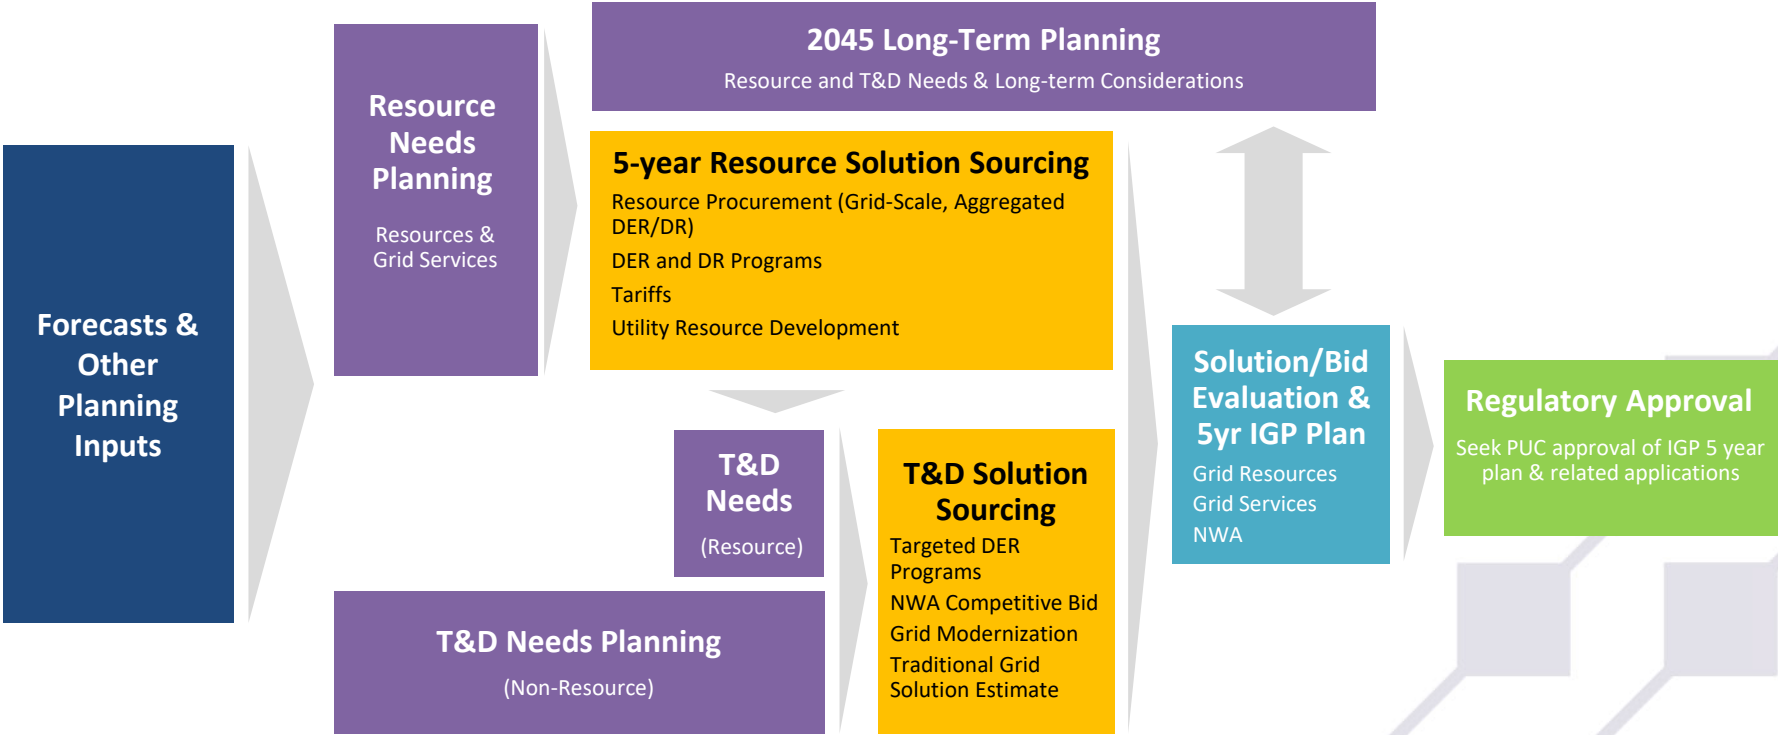 Forecasts &
Other
Planning
Inputs
Resource
Needs
Planning
Resources &
Grid Services
2045 Long-Term Planning
Resource and T&D Needs & Long-term Considerations
5-year Resource Solution Sourcing
Resource Procurement (Grid-Scale, Aggregated
DER/DR)
DER and DR Programs
Tariffs
Utility Resource Development
T&D
Needs
(Resource)
T&D Needs Planning
(Non-Resource)
T&D Solution
Sourcing
Targeted DER
Programs
NWA Competitive Bid
Grid Modernization
Traditional Grid
Solution Estimate
Solution/Bid
Evaluation &
5yr IGP Plan
Grid Resources
Grid Services
NWA
Regulatory Approval
Seek PUC approval of IGP 5 year
plan & related applications